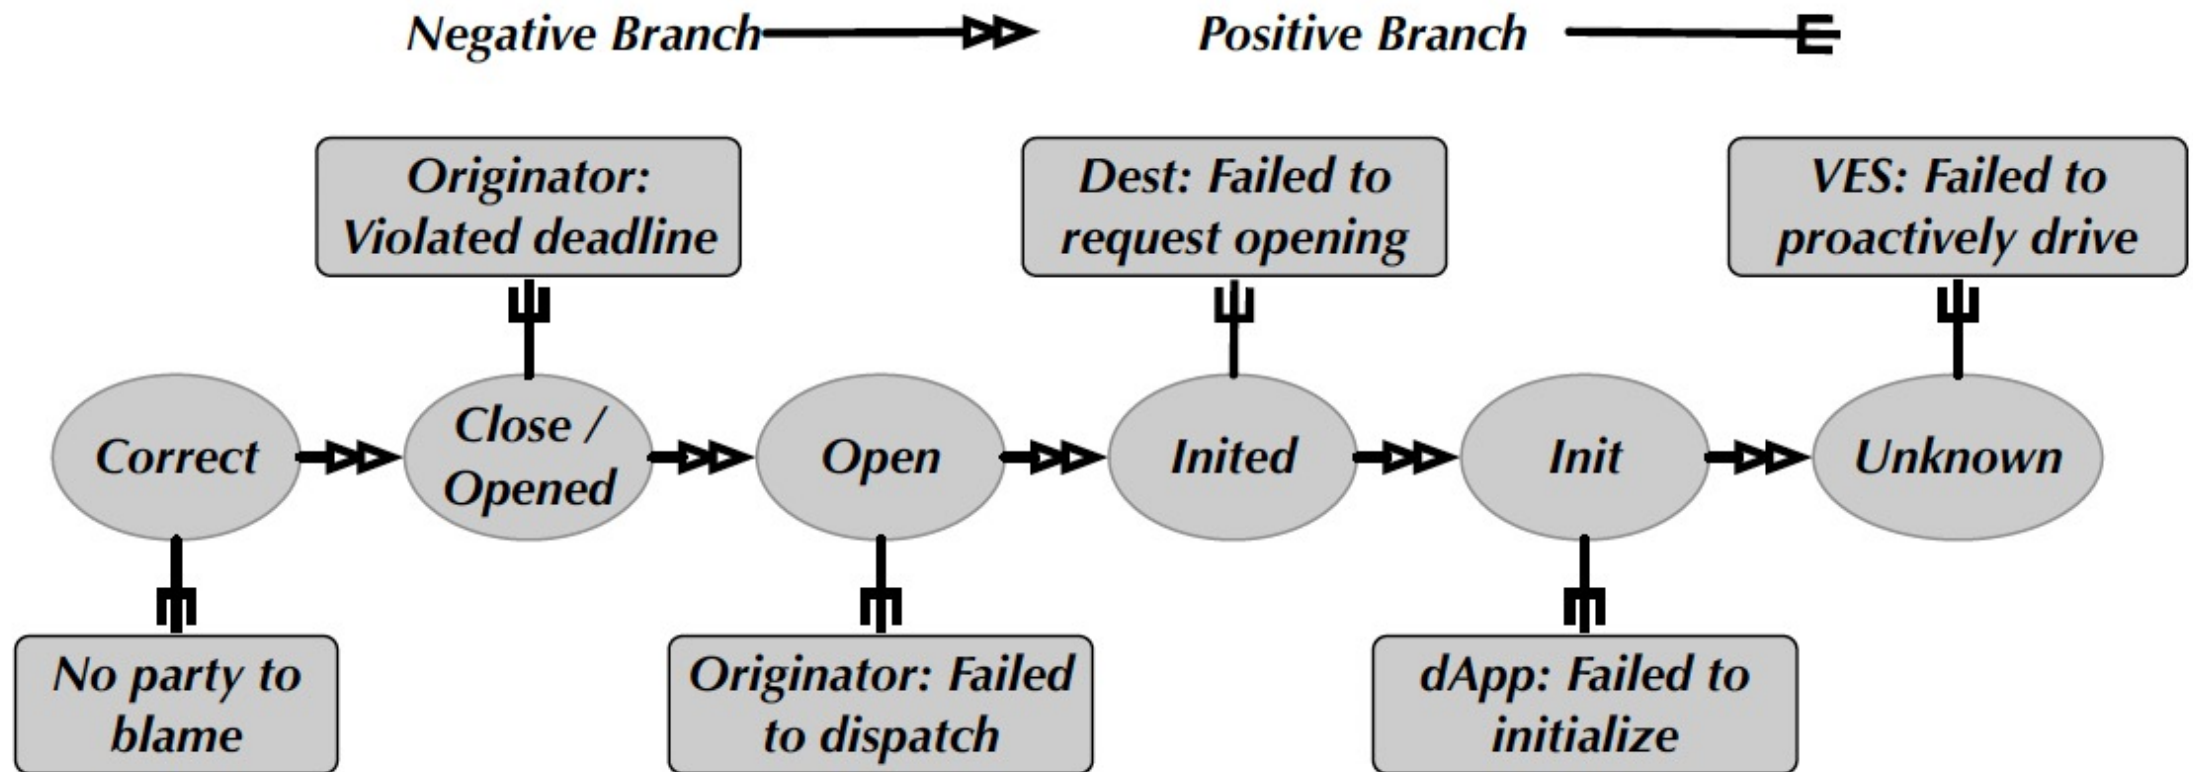 Negative Branch
Positive Branch
Originator:
Violated deadline
Dest: Failed to
request opening
VES: Failed to
proactively drive
Correct
Close /
Opened
Open
Inited
Init
Unknown
No party to
blame
Originator: Failed
to dispatch
dApp: Failed to
initialize